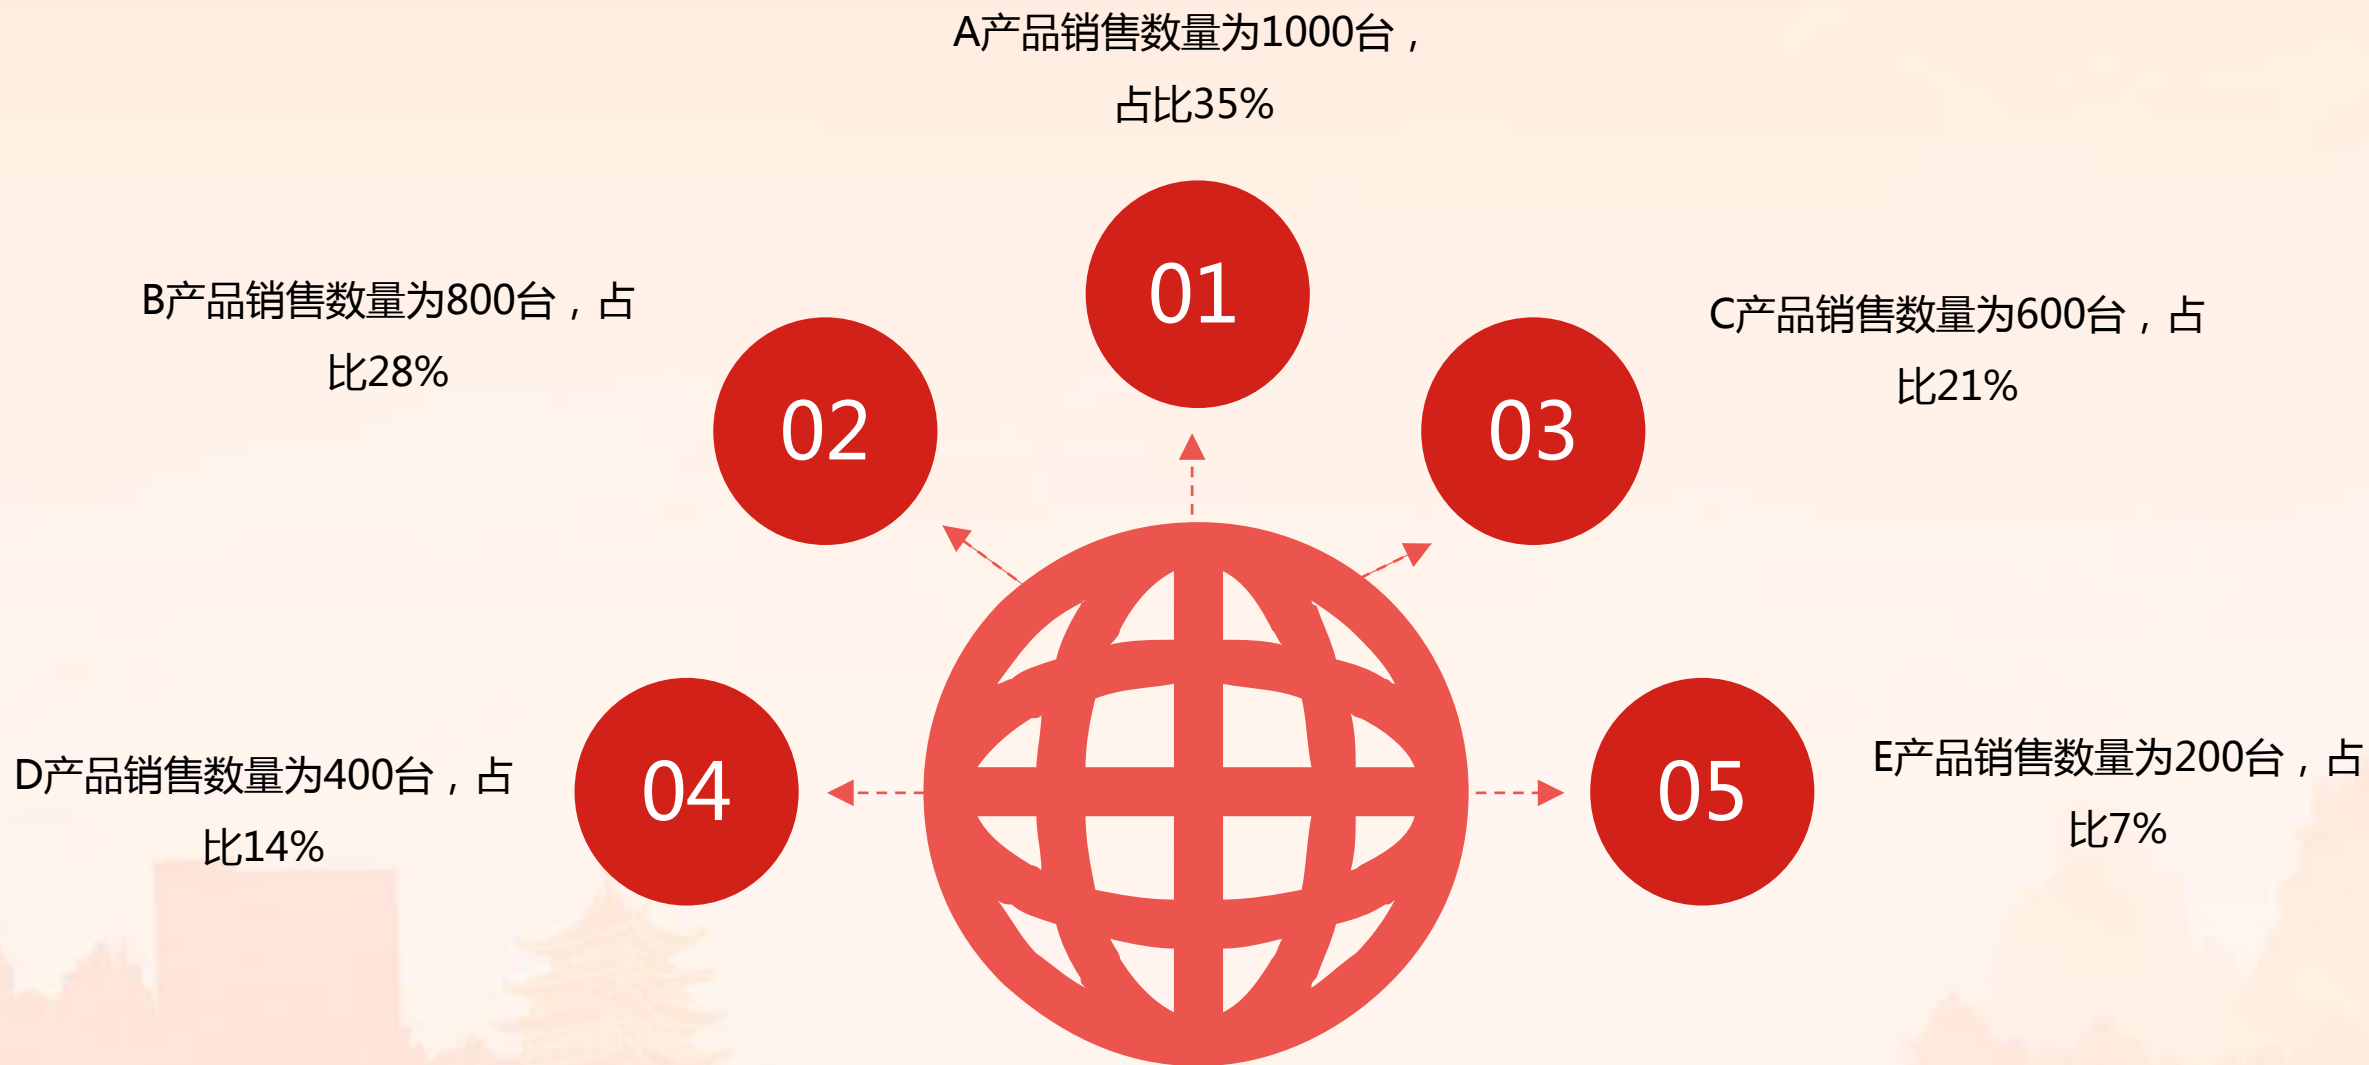 A产品销售数量为1000台，
占比35%
01
B产品销售数量为800台，占
比28%
02
C产品销售数量为600台，占
比21%
03
D产品销售数量为400台，占
比14%
04
E产品销售数量为200台，占
比7%
05